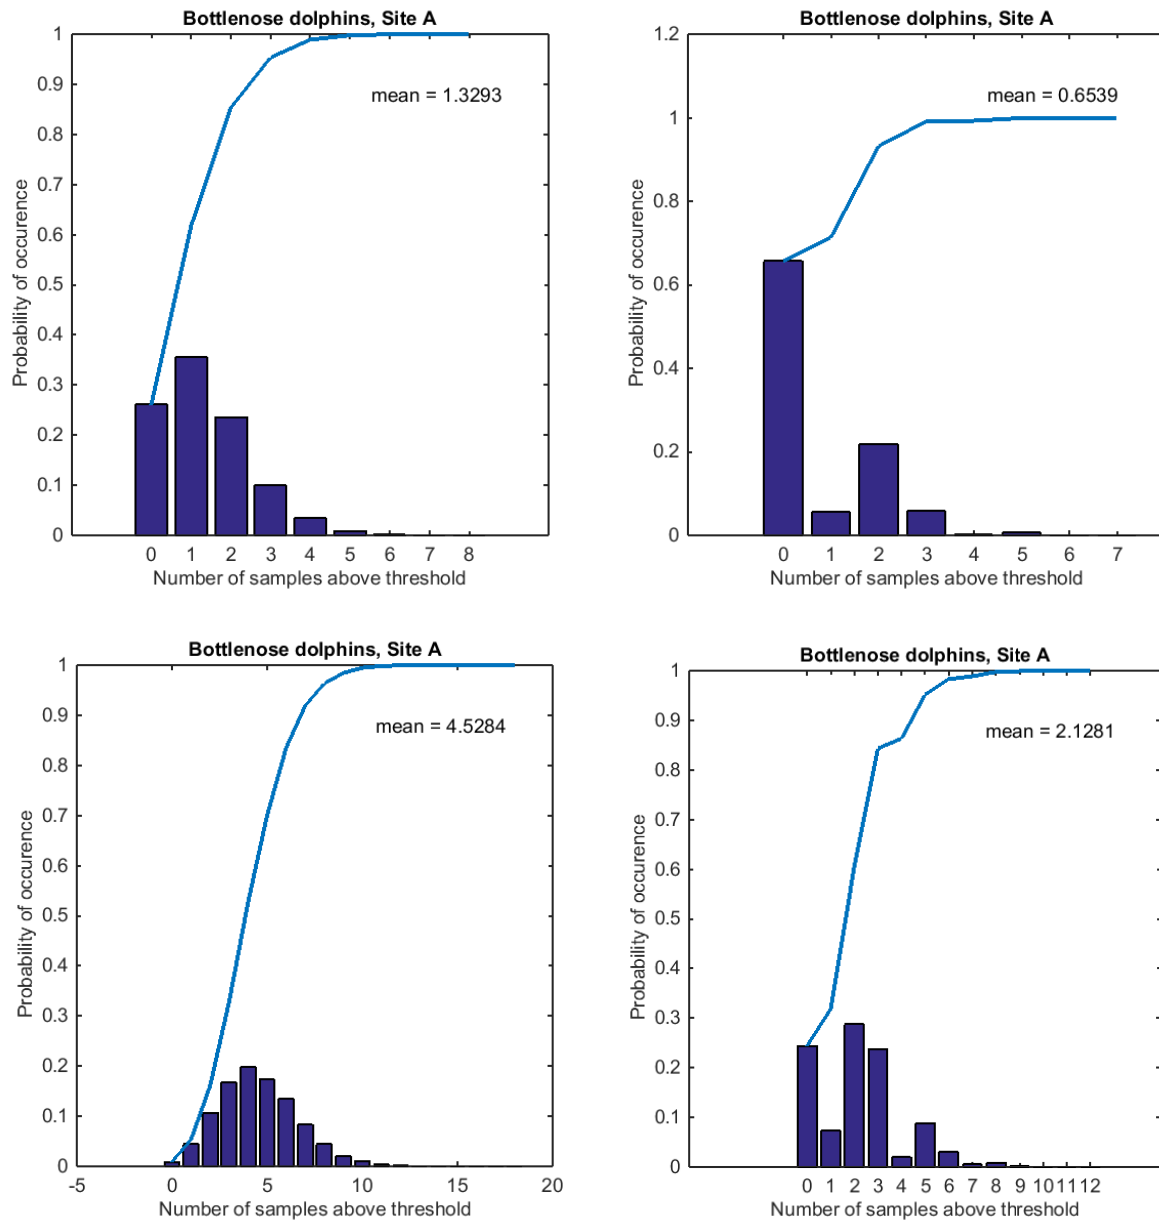 Bottlenose dolphins, Site A
1
0.9
0.8
0.7
0.6
0.5
0.4
0.3
0.2
0.1
0
Probability of occurence
mean = 1.3293
0 1 2 3 4 5 6 7 8
Number of samples above threshold
Bottlenose dolphins, Site A
1.2
1
0.8
0.6
0.4
0.2
0
Probability of occurence
mean = 0.6539
0 1 2 3 4 5 6 7
Number of samples above threshold
Bottlenose dolphins, Site A
1
0.9
0.8
0.7
0.6
0.5
0.4
0.3
0.2
0.1
0
Probability of occurence
mean = 4.5284
-5 0 5 10 15 20
Number of samples above threshold
Bottlenose dolphins, Site A
1
0.9
0.8
0.7
0.6
0.5
0.4
0.3
0.2
0.1
0
Probability of occurence
mean = 2.1281
0 1 2 3 4 5 6 7 8 9 10 11 12
Number of samples above threshold